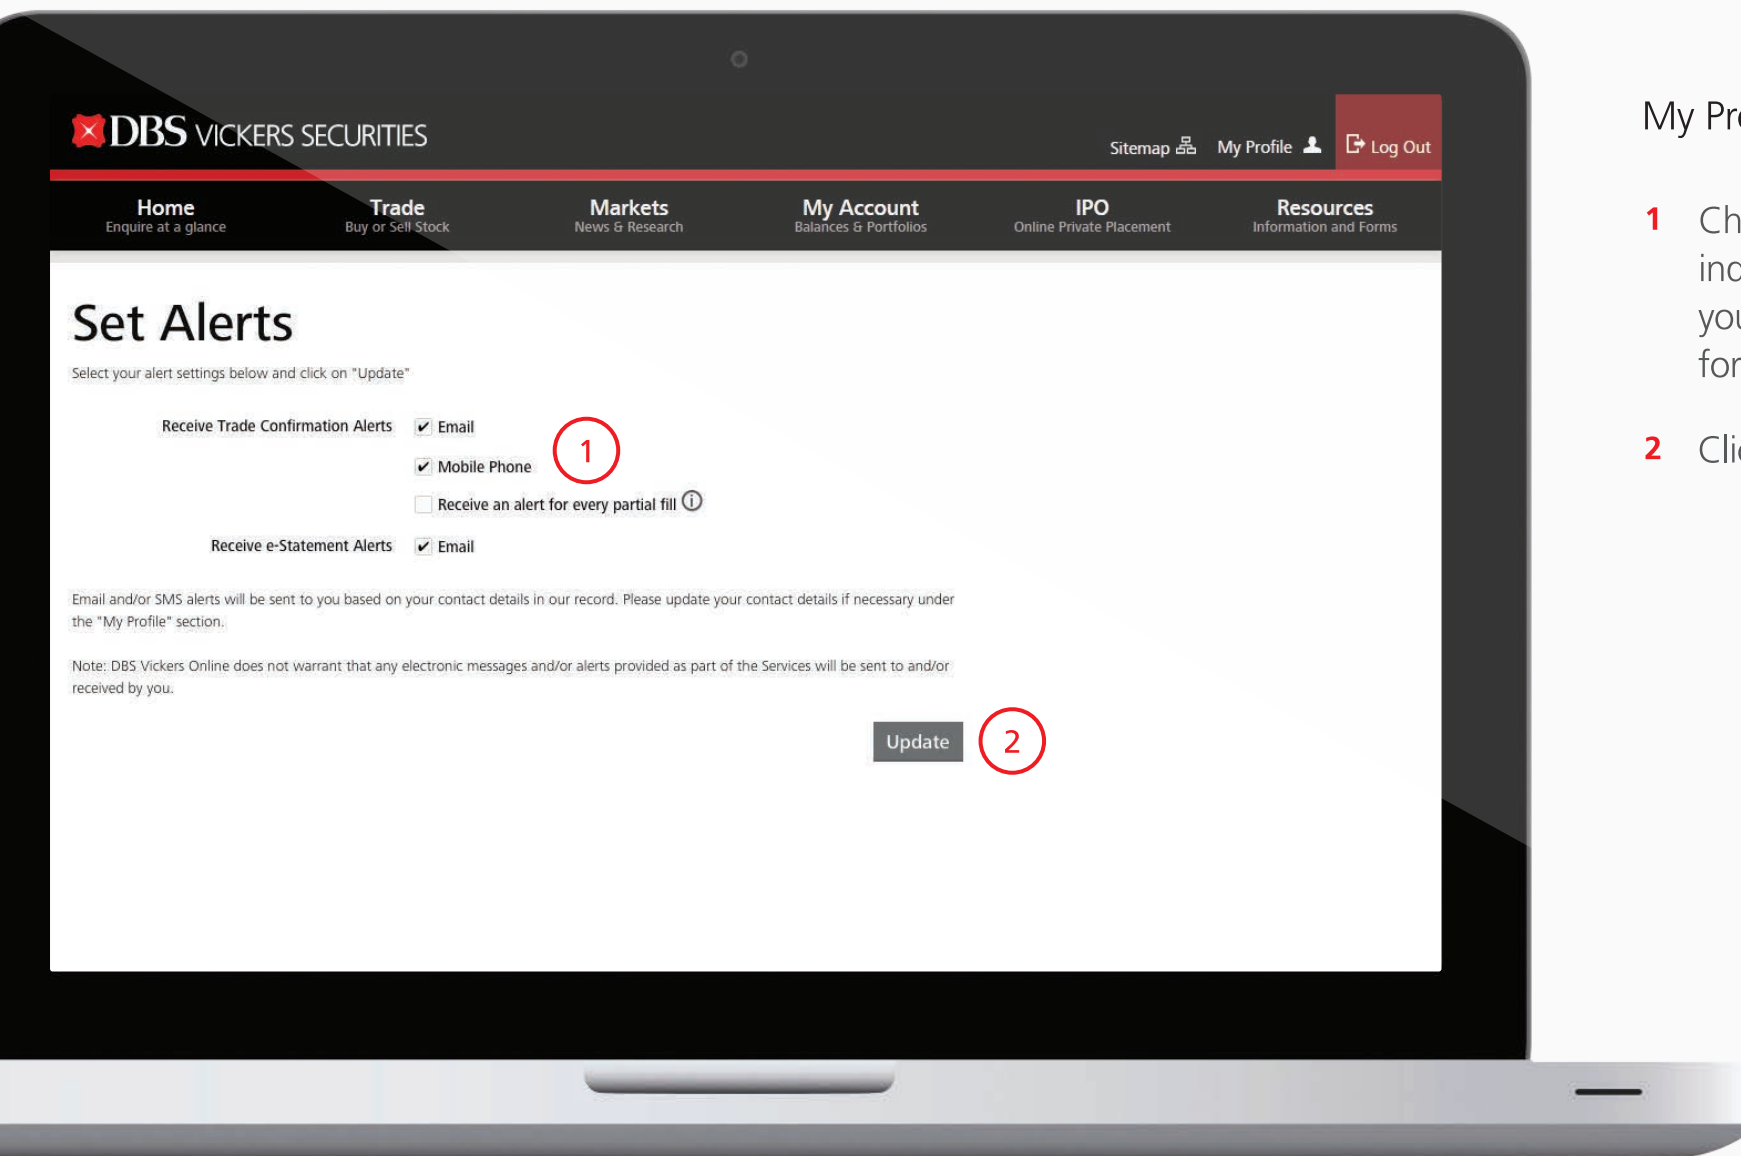 DBS VICKERS SECURITIES
Sitemap My Profile Log Out
Home Trade Markets My Account IPO Resources
Enquire at a glance Buy or Sell Stock News & Research Balances & Portfolios Online Private Placement Information and Forms
Set Alerts
Select your alert settings below and click on "Update"
Receive Trade Confirmation Alerts Email
Mobile Phone
1
Receive an alert for every partial fill
Receive e-Statement Alerts Email
Email and/or SMS alerts will be sent to you based on your contact details in our record. Please update your contact details if necessary under
the "My Profile" section.
Note: DBS Vickers Online does not warrant that any electronic messages and/or alerts provided as part of the Services will be sent to and/or
received by you.
Update 2
My
1
for
2